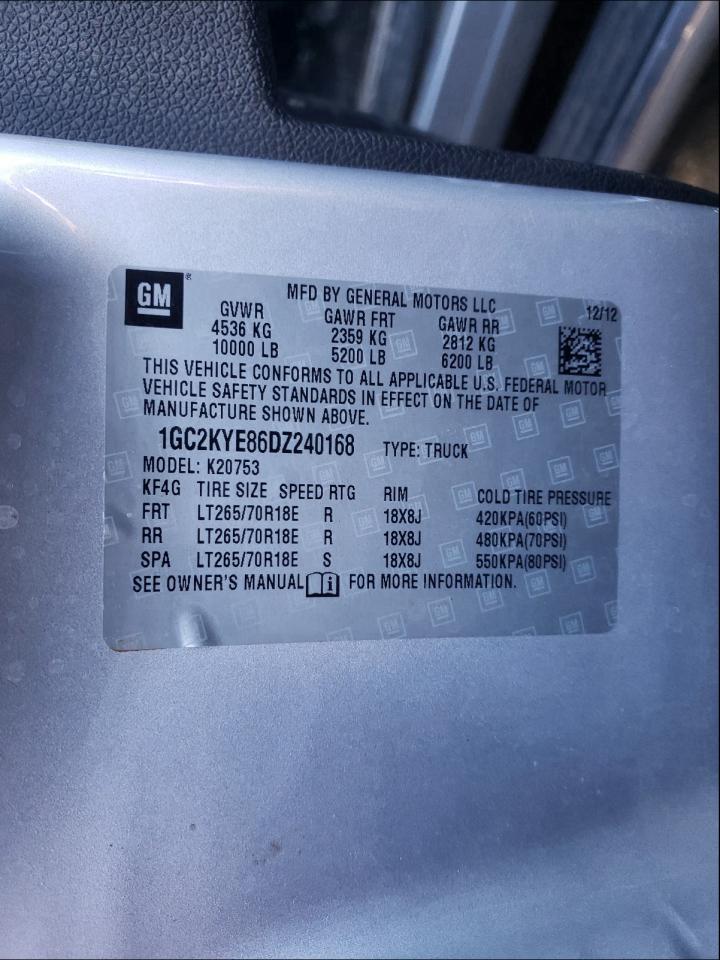 GM ®
MFD BY GENERAL MOTORS LLC
12/12
GVWR GAWR FRT GAWR RR
4536 KG 2359 KG 2812 KG
10000 LB 5200 LB 6200 LB
THIS VEHICLE CONFORMS TO ALL APPLICABLE U.S. FEDERAL MOTOR
VEHICLE SAFETY STANDARDS IN EFFECT ON THE DATE OF
MANUFACTURE SHOWN ABOVE.
1GC2KYE86DZ240168 TYPE: TRUCK
MODEL: K20753
KF4G TIRE SIZE SPEED RTG RIM COLD TIRE PRESSURE
FRT LT265/70R18E R 18X8J 420KPA(60PSI)
RR LT265/70R18E R 18X8J 480KPA(70PSI)
SPA LT265/70R18E S 18X8J 550KPA(80PSI)
SEE OWNER'S MANUAL i FOR MORE INFORMATION.